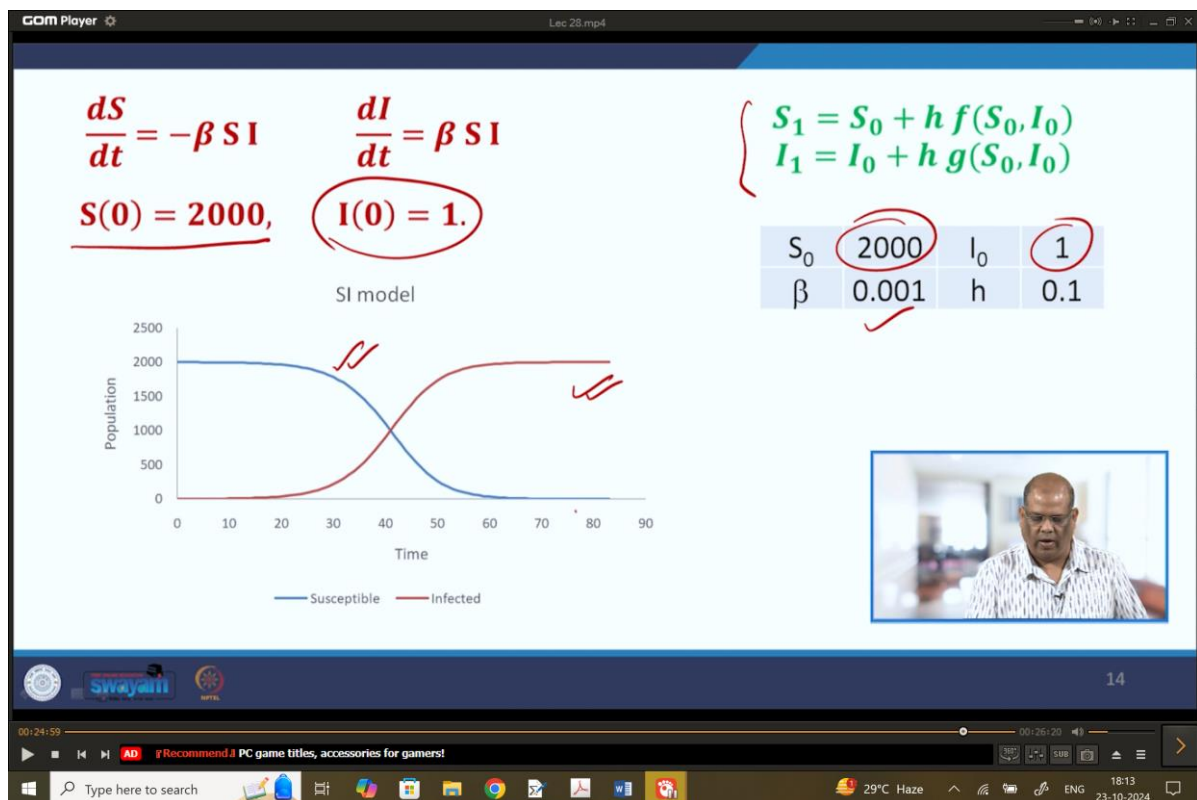 GOM Player
Lec 28.mp4
dS/dt = −β S I
dI/dt = β S I
S(0) = 2000,
I(0) = 1.
S₁ = S₀ + h f(S₀, I₀)
I₁ = I₀ + h g(S₀, I₀)
S₀ 2000 I₀ 1
β 0.001 h 0.1
SI model
Population
2500
2000
1500
1000
500
0
0 10 20 30 40 50 60 70 80 90
Time
Susceptible Infected
swayam
NPTEL
14
00:24:59
00:26:20
AD
Recommend PC game titles, accessories for gamers!
360°
SUB
Type here to search
29°C Haze
ENG
18:13
23-10-2024